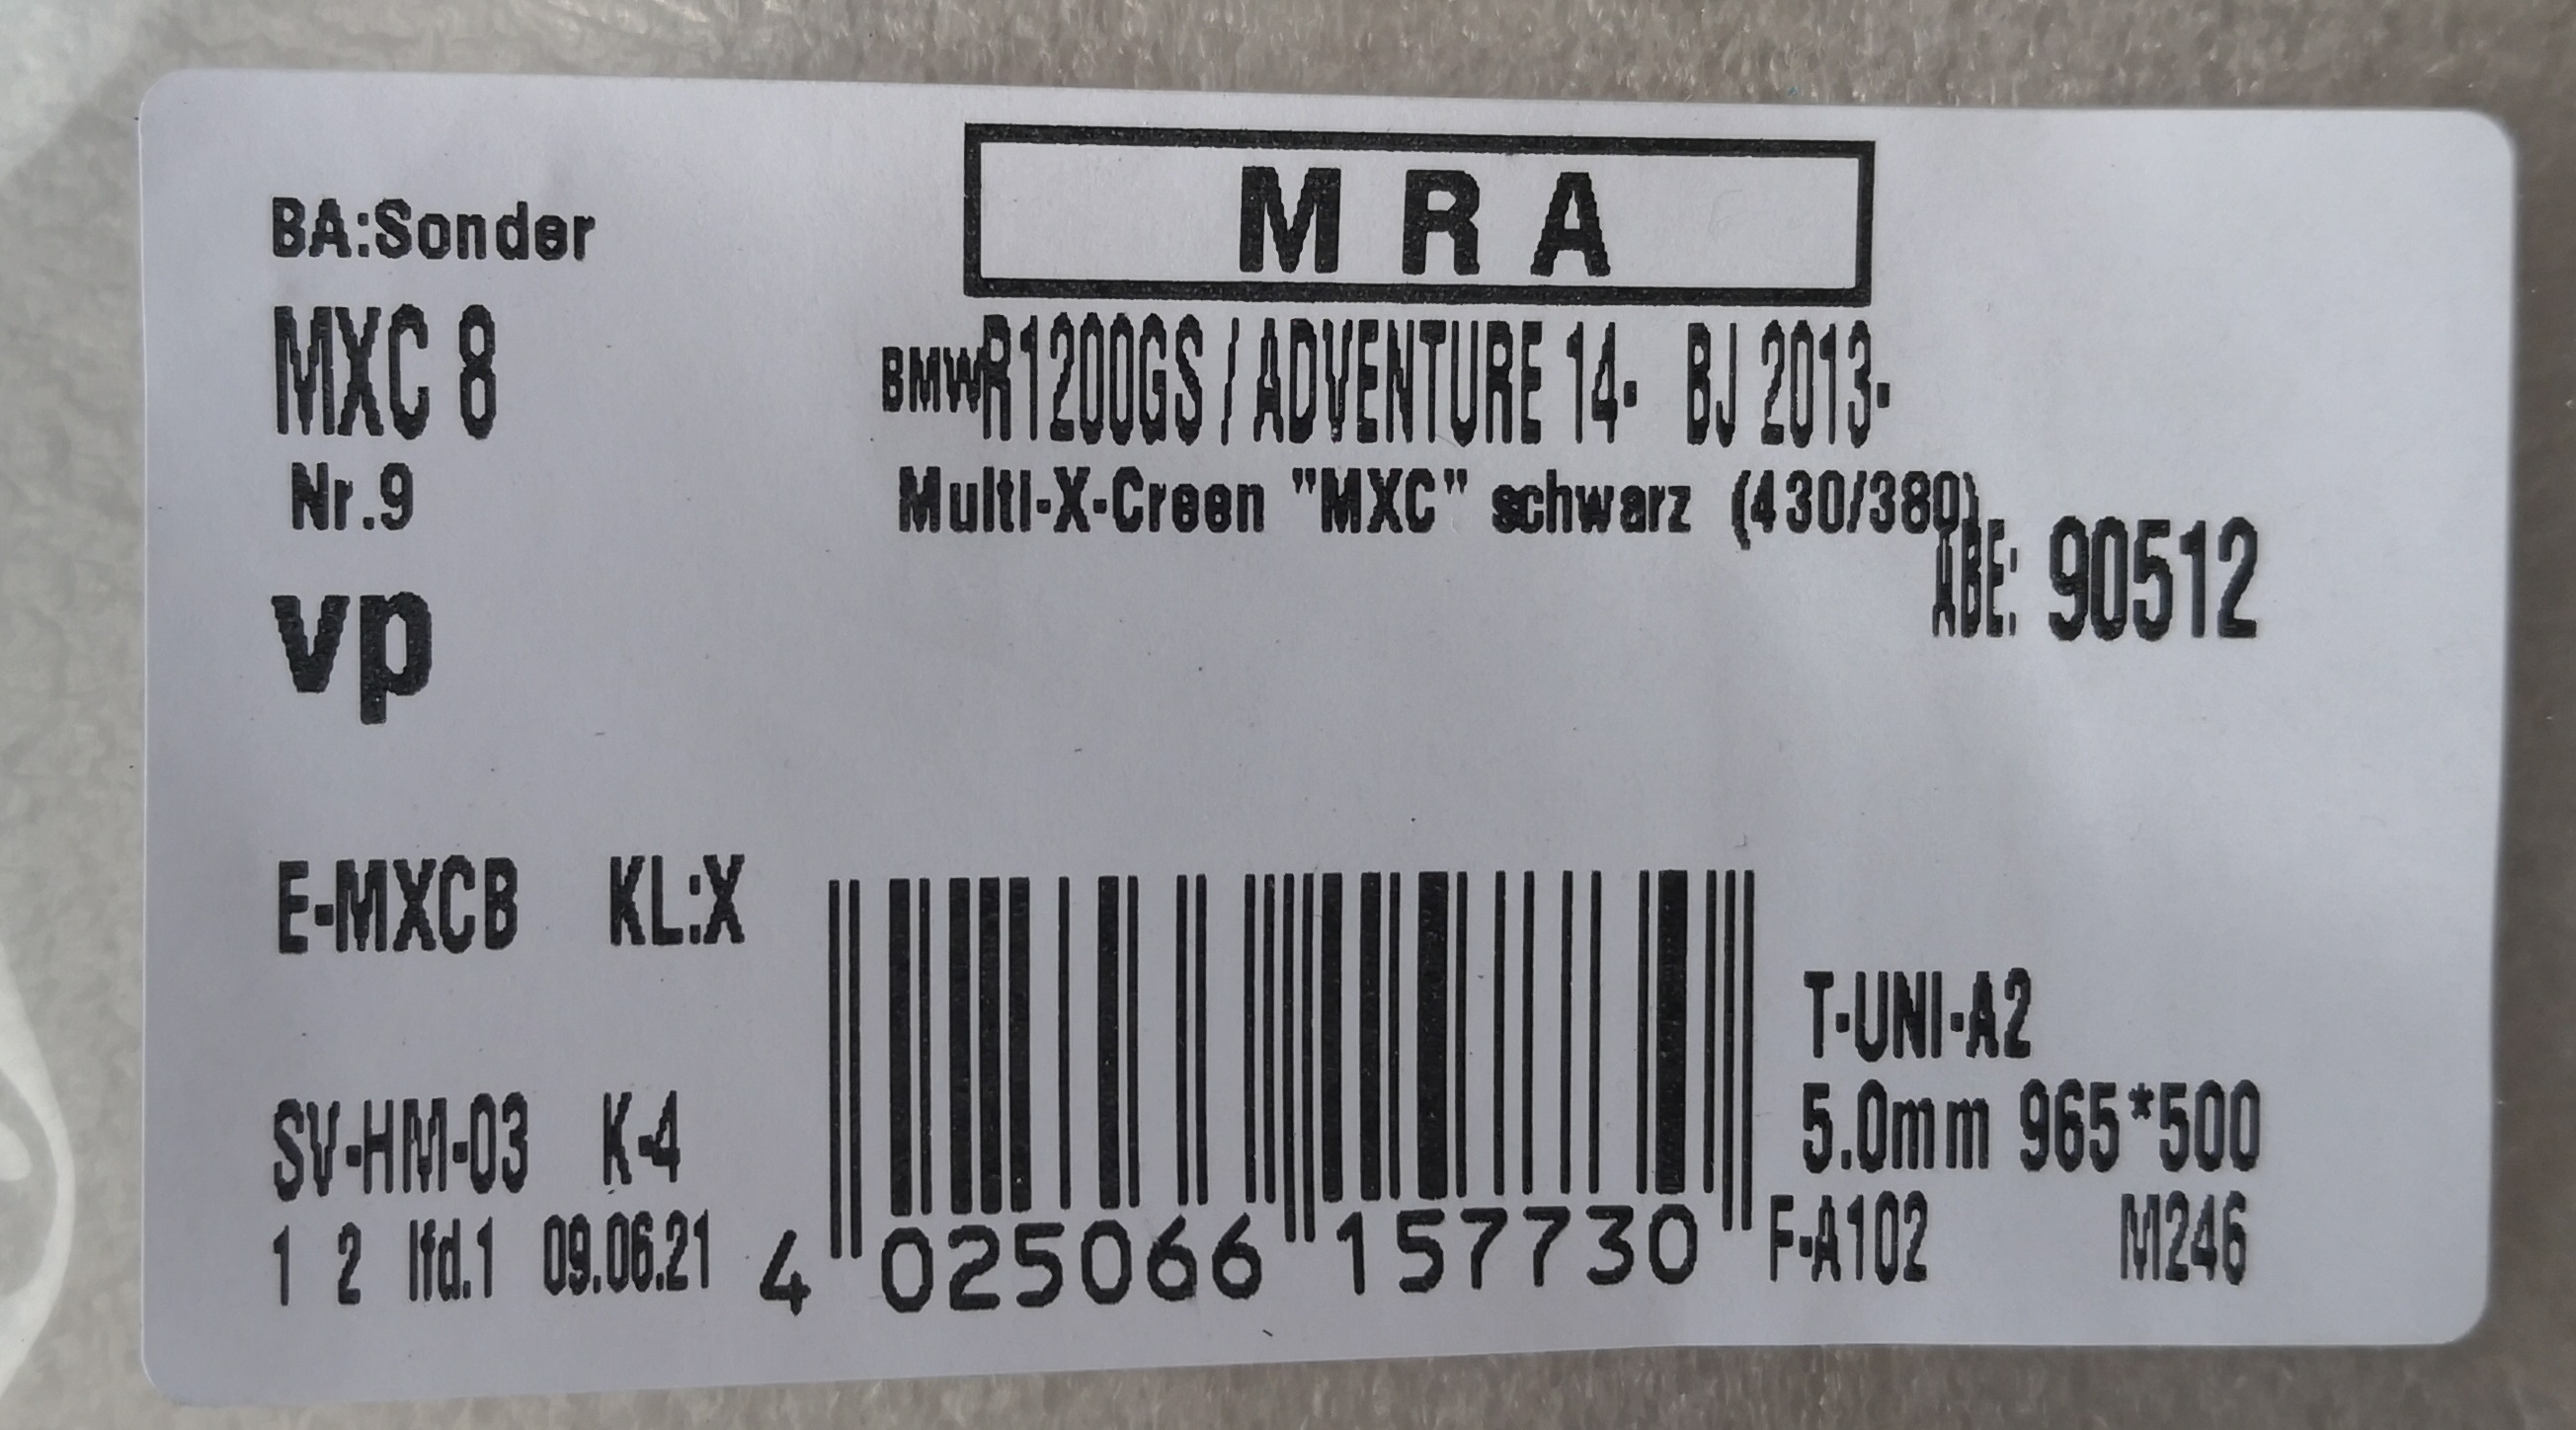 MRA
BA:Sonder
MXC 8
BMW R1200GS / ADVENTURE 14- BJ 2013-
Nr.9
Multi-X-Creen "MXC" schwarz (430/380)
ABE: 90512
vp
E-MXCB KL:X
T-UNI-A2
SV-HM-03 K-4
5.0mm 965*500
1 2 lfd.1 09.06.21
4 025066 157730
F-A102 M246